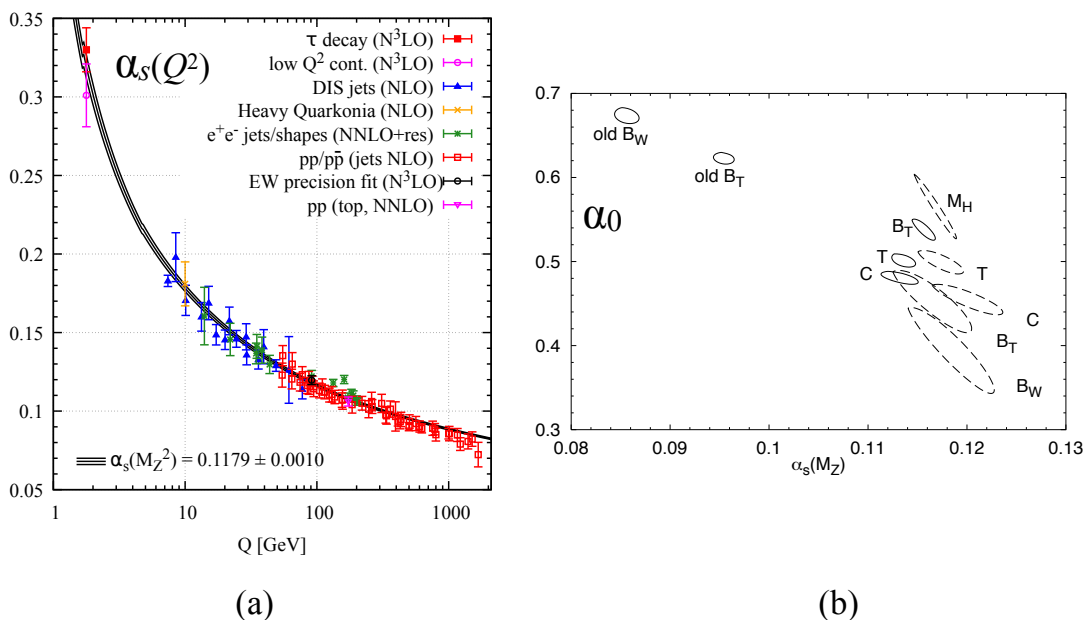 0.35
0.3
0.25
0.2
0.15
0.1
0.05
αs(Q²)
τ decay (N³LO)
low Q² cont. (N³LO)
DIS jets (NLO)
Heavy Quarkonia (NLO)
e⁺e⁻ jets/shapes (NNLO+res)
pp/pp̅ (jets NLO)
EW precision fit (N³LO)
pp (top, NNLO)
αs(MZ²) = 0.1179 ± 0.0010
1 10 100 1000
Q [GeV]
(a)
0.7
0.6
0.5
0.4
0.3
α0
old BW
old BT
MH
BT
T
T
C
C
BT
BW
0.08 0.09 0.1 0.11 0.12 0.13
αs(MZ)
(b)